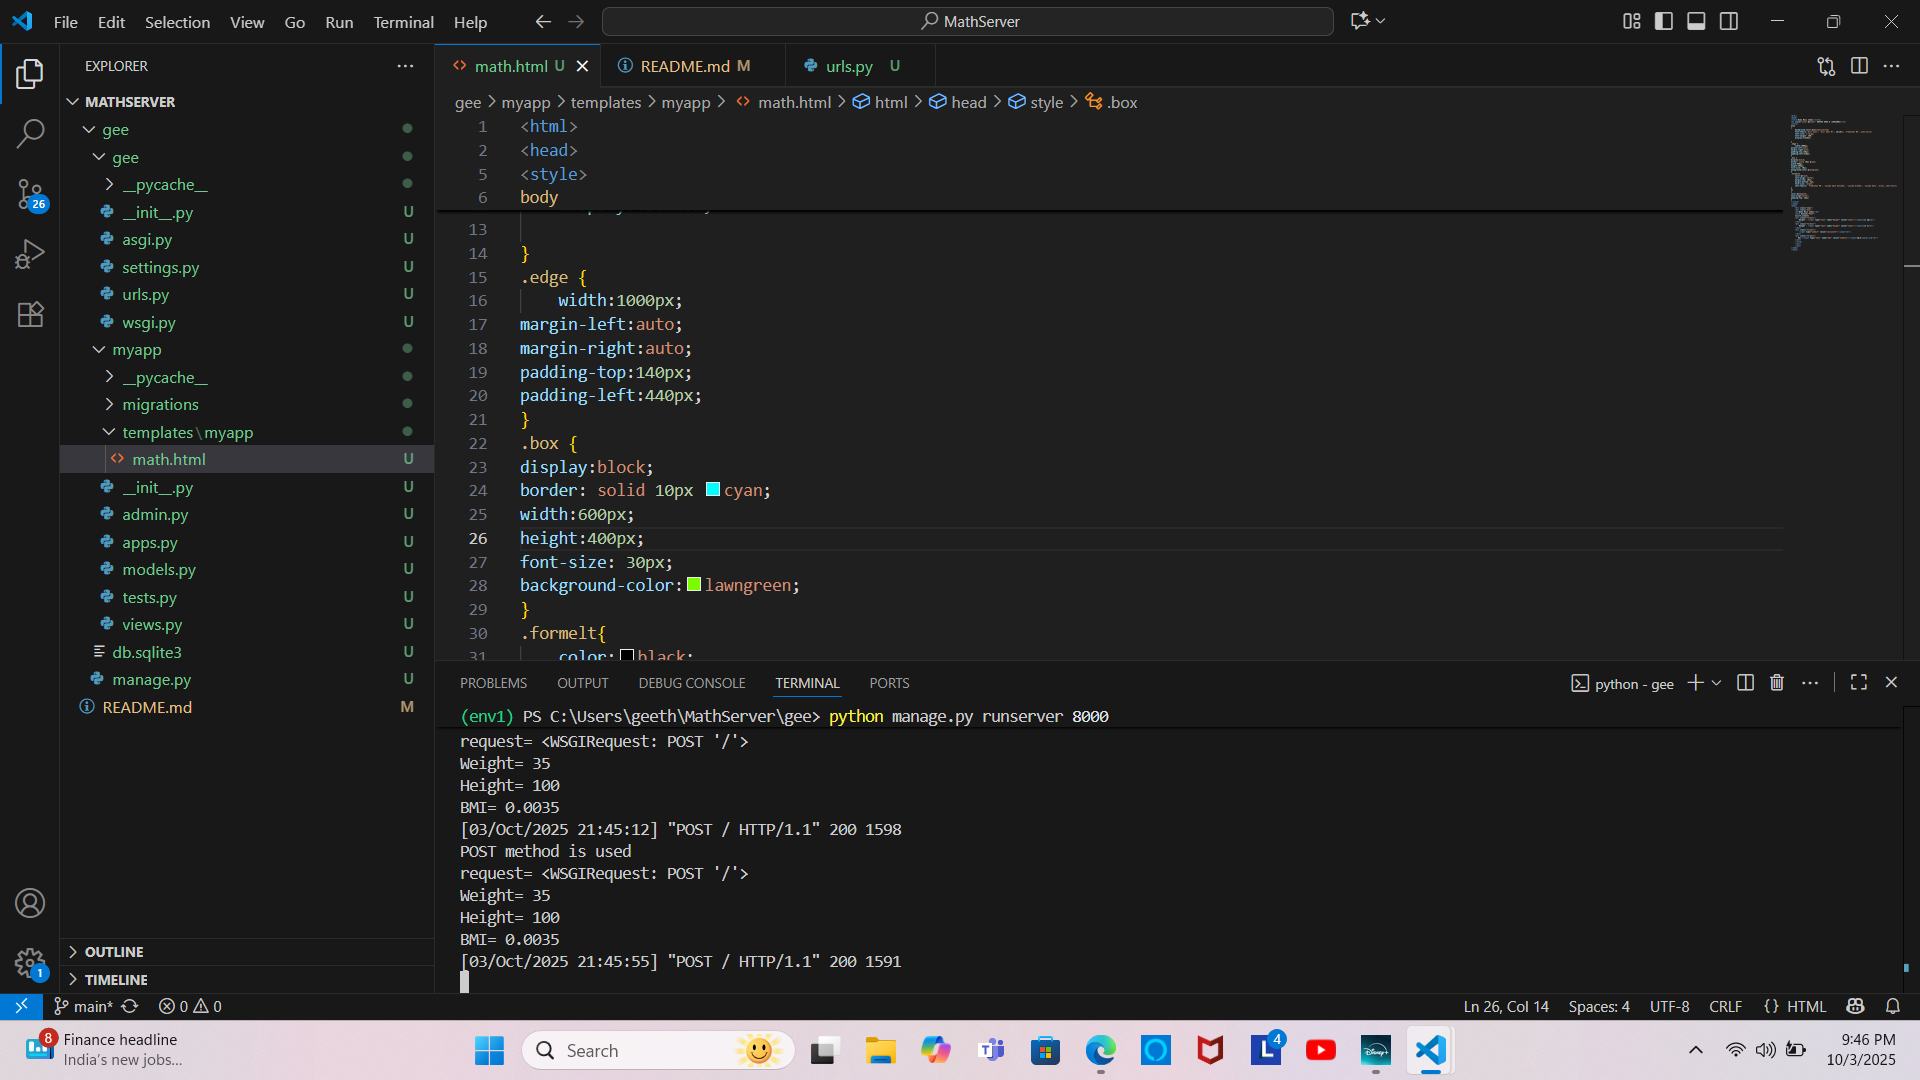 File Edit Selection View Go Run Terminal Help
MathServer
EXPLORER
MATHSERVER
gee
gee
__pycache__
__init__.py U
asgi.py U
settings.py U
urls.py U
wsgi.py U
myapp
__pycache__
migrations
templates\myapp
math.html U
__init__.py U
admin.py U
apps.py U
models.py U
tests.py U
views.py U
db.sqlite3 U
manage.py U
README.md M
OUTLINE
TIMELINE
26
1
math.html U
README.md M
urls.py U
gee > myapp > templates > myapp > math.html > html > head > style > .box
1 <html>
2 <head>
5 <style>
6 body
13
14 }
15 .edge {
16 width:1000px;
17 margin-left:auto;
18 margin-right:auto;
19 padding-top:140px;
20 padding-left:440px;
21 }
22 .box {
23 display:block;
24 border: solid 10px cyan;
25 width:600px;
26 height:400px;
27 font-size: 30px;
28 background-color: lawngreen;
29 }
30 .formelt{
31 color: black;
PROBLEMS OUTPUT DEBUG CONSOLE TERMINAL PORTS
python - gee
(env1) PS C:\Users\geeth\MathServer\gee> python manage.py runserver 8000
request= <WSGIRequest: POST '/'>
Weight= 35
Height= 100
BMI= 0.0035
[03/Oct/2025 21:45:12] "POST / HTTP/1.1" 200 1598
POST method is used
request= <WSGIRequest: POST '/'>
Weight= 35
Height= 100
BMI= 0.0035
[03/Oct/2025 21:45:55] "POST / HTTP/1.1" 200 1591
main* 0 0
Ln 26, Col 14 Spaces: 4 UTF-8 CRLF {} HTML
8
Finance headline
India's new jobs...
Search
4
Disney+
9:46 PM
10/3/2025